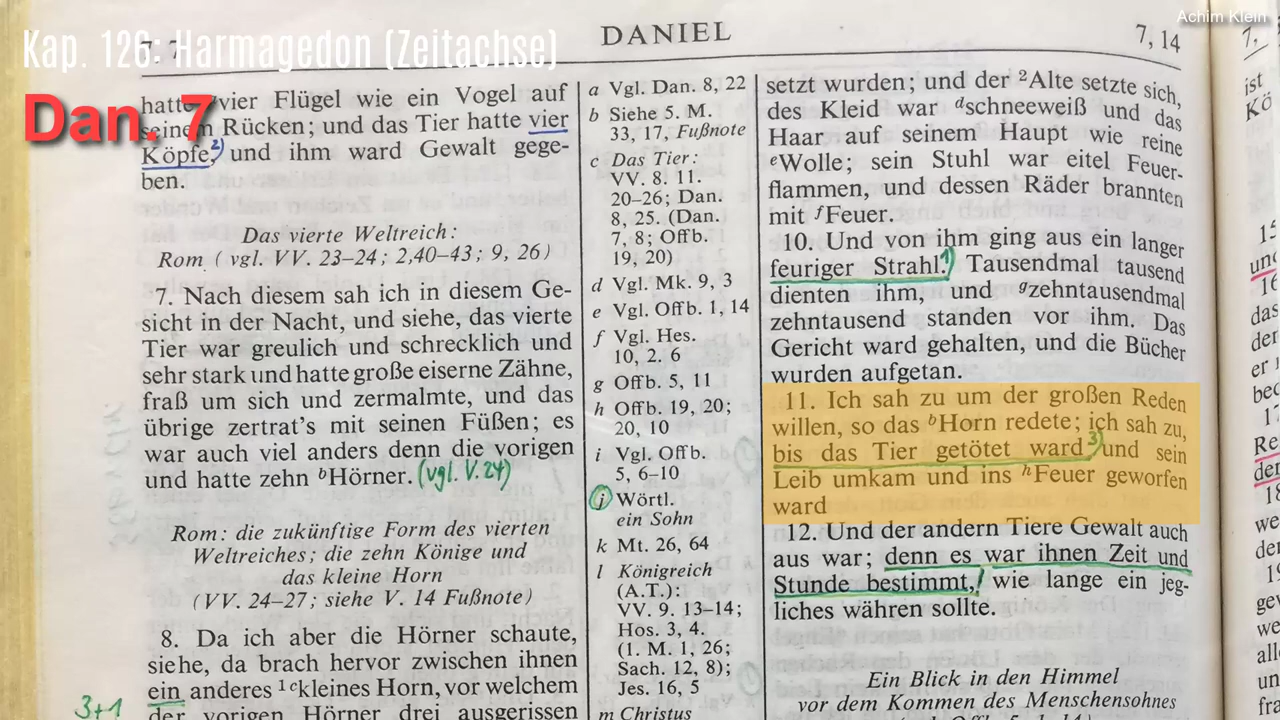 Achim Klein
Kap. 126: Harmagedon (Zeitachse)
Dan. 7
DANIEL
7, 14
hatte vier Flügel wie ein Vogel auf
seinem Rücken; und das Tier hatte vier
Köpfe, 2) und ihm ward Gewalt gege-
ben.
Das vierte Weltreich:
Rom (vgl. VV. 23–24; 2,40–43; 9, 26)
7. Nach diesem sah ich in diesem Ge-
sicht in der Nacht, und siehe, das vierte
Tier war greulich und schrecklich und
sehr stark und hatte große eiserne Zähne,
fraß um sich und zermalmte, und das
übrige zertrat's mit seinen Füßen; es
war auch viel anders denn die vorigen
und hatte zehn bHörner. (vgl. V. 24)
Rom: die zukünftige Form des vierten
Weltreiches; die zehn Könige und
das kleine Horn
(VV. 24–27; siehe V. 14 Fußnote)
8. Da ich aber die Hörner schaute,
siehe, da brach hervor zwischen ihnen
ein anderes 1ckleines Horn, vor welchem
3+1
der vorigen Hörner drei ausgerissen
a Vgl. Dan. 8, 22
b Siehe 5. M.
33, 17, Fußnote
c Das Tier:
VV. 8. 11.
20–26; Dan.
8, 25. (Dan.
7, 8; Offb.
19, 20)
d Vgl. Mk. 9, 3
e Vgl. Offb. 1, 14
f Vgl. Hes.
10, 2. 6
g Offb. 5, 11
h Offb. 19, 20;
20, 10
i Vgl. Offb.
5, 6–10
j Wörtl.
ein Sohn
k Mt. 26, 64
l Königreich
(A.T.):
VV. 9. 13–14;
Hos. 3, 4.
(1. M. 1, 26;
Sach. 12, 8);
Jes. 16, 5
m Christus
setzt wurden; und der 2Alte setzte sich,
des Kleid war dschneeweiß und das
Haar auf seinem Haupt wie reine
eWolle; sein Stuhl war eitel Feuer-
flammen, und dessen Räder brannten
mit fFeuer.
10. Und von ihm ging aus ein langer
feuriger Strahl. 1) Tausendmal tausend
dienten ihm, und gzehntausendmal
zehntausend standen vor ihm. Das
Gericht ward gehalten, und die Bücher
wurden aufgetan.
11. Ich sah zu um der großen Reden
willen, so das bHorn redete; ich sah zu,
bis das Tier getötet ward 3) und sein
Leib umkam und ins hFeuer geworfen
ward
12. Und der andern Tiere Gewalt auch
aus war; denn es war ihnen Zeit und
Stunde bestimmt, wie lange ein jeg-
liches währen sollte.
Ein Blick in den Himmel
vor dem Kommen des Menschensohnes